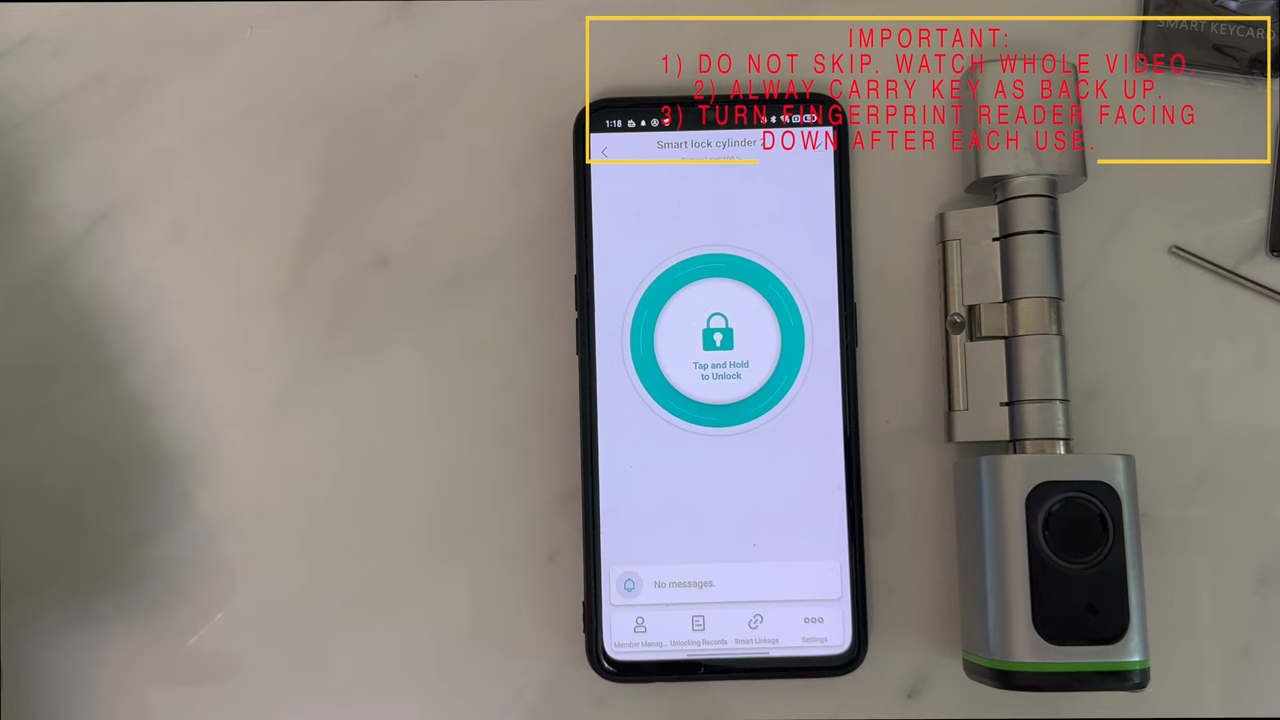 SMART KEYCARD
IMPORTANT:
1) DO NOT SKIP. WATCH WHOLE VIDEO.
2) ALWAY CARRY KEY AS BACK UP.
3) TURN FINGERPRINT READER FACING
DOWN AFTER EACH USE.
1:18
Smart lock cylinder
Tap and Hold
to Unlock
No messages.
Member Manag... Unlocking Records Smart Linkage Settings